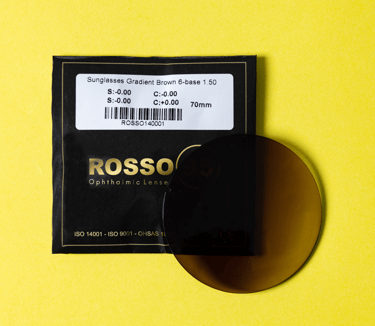 Sunglasses Gradient Brown 6-base 1.50
S:-0.00 C:-0.00
S:-0.00 C:+0.00 70mm
ROSSO140001
ROSSO
Ophthalmic Lense
ISO 14001 - ISO 9001 - OHSAS